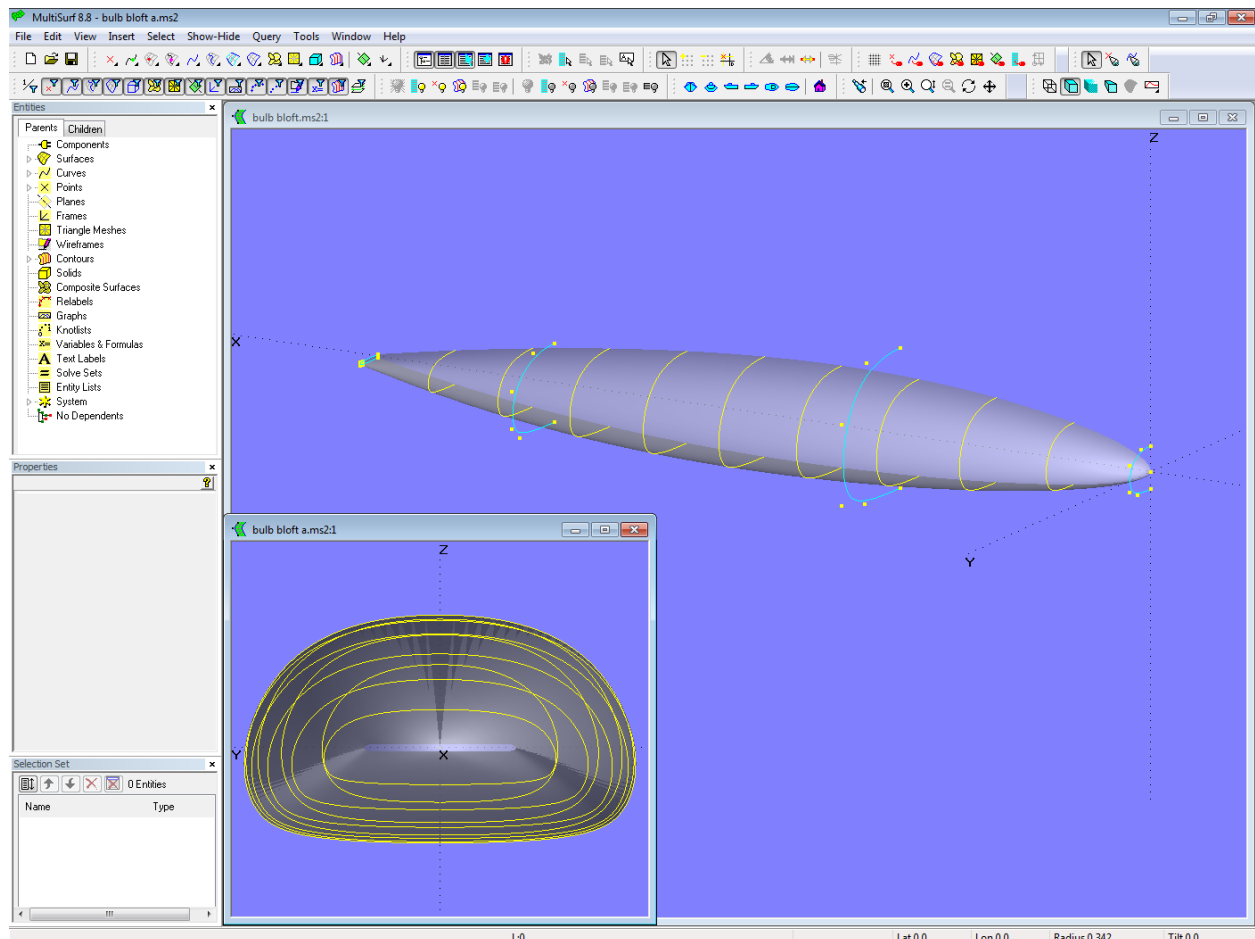 MultiSurf 8.8 - bulb bloft a.ms2
File Edit View Insert Select Show-Hide Query Tools Window Help
Entities
Parents Children
Components
Surfaces
Curves
Points
Planes
Frames
Triangle Meshes
Wireframes
Contours
Solids
Composite Surfaces
Relabels
Graphs
Knotlists
Variables & Formulas
Text Labels
Solve Sets
Entity Lists
System
No Dependents
Properties
Selection Set
0 Entities
Name Type
bulb bloft.ms2:1
Z
X
Y
bulb bloft a.ms2:1
Z
Y
X
L:0 Lat 0.0 Lon 0.0 Radius 0.342 Tilt 0.0